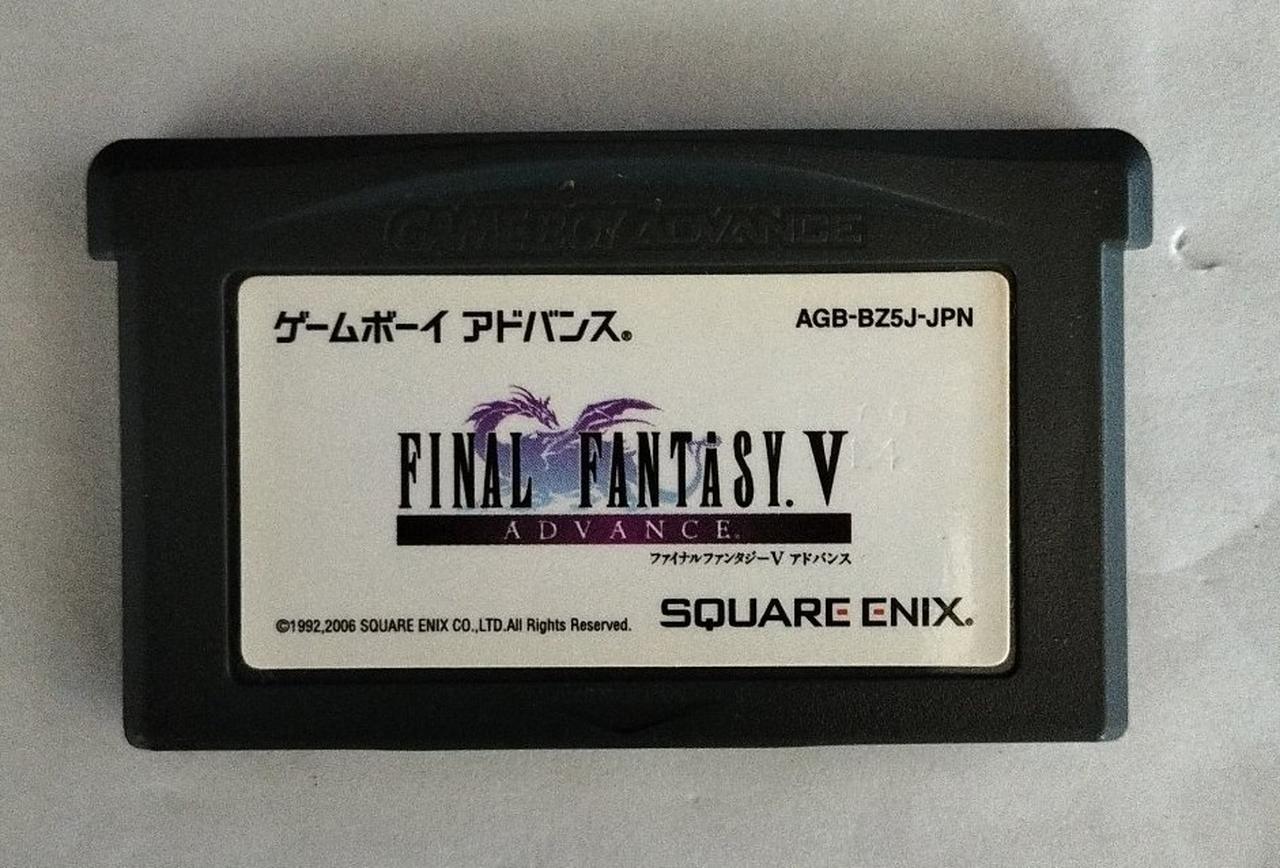 GAME BOY ADVANCE
ゲームボーイ アドバンス®
AGB-BZ5J-JPN
FINAL FANTASY. V
ADVANCE®
ファイナルファンタジーV アドバンス
©1992,2006 SQUARE ENIX CO.,LTD.All Rights Reserved.
SQUARE ENIX®